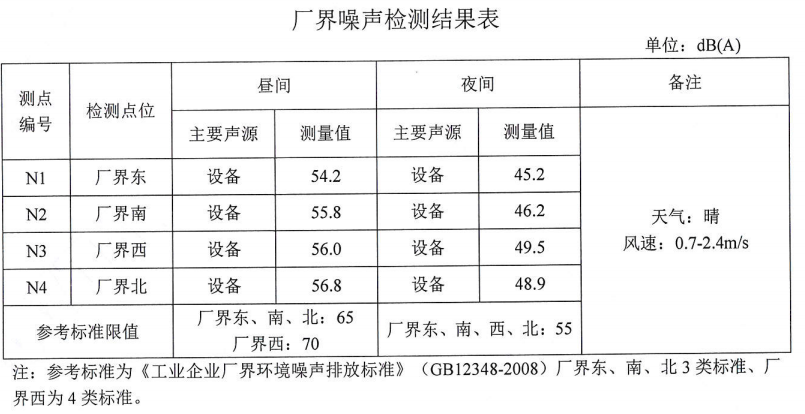 厂界噪声检测结果表
单位：dB(A)
测点编号 检测点位 昼间 夜间 备注
主要声源 测量值 主要声源 测量值
N1 厂界东 设备 54.2 设备 45.2
N2 厂界南 设备 55.8 设备 46.2
N3 厂界西 设备 56.0 设备 49.5
N4 厂界北 设备 56.8 设备 48.9
天气：晴
风速：0.7-2.4m/s
参考标准限值 厂界东、南、北：65 厂界东、南、西、北：55
厂界西：70
注：参考标准为《工业企业厂界环境噪声排放标准》（GB12348-2008）厂界东、南、北 3 类标准、厂
界西为 4 类标准。